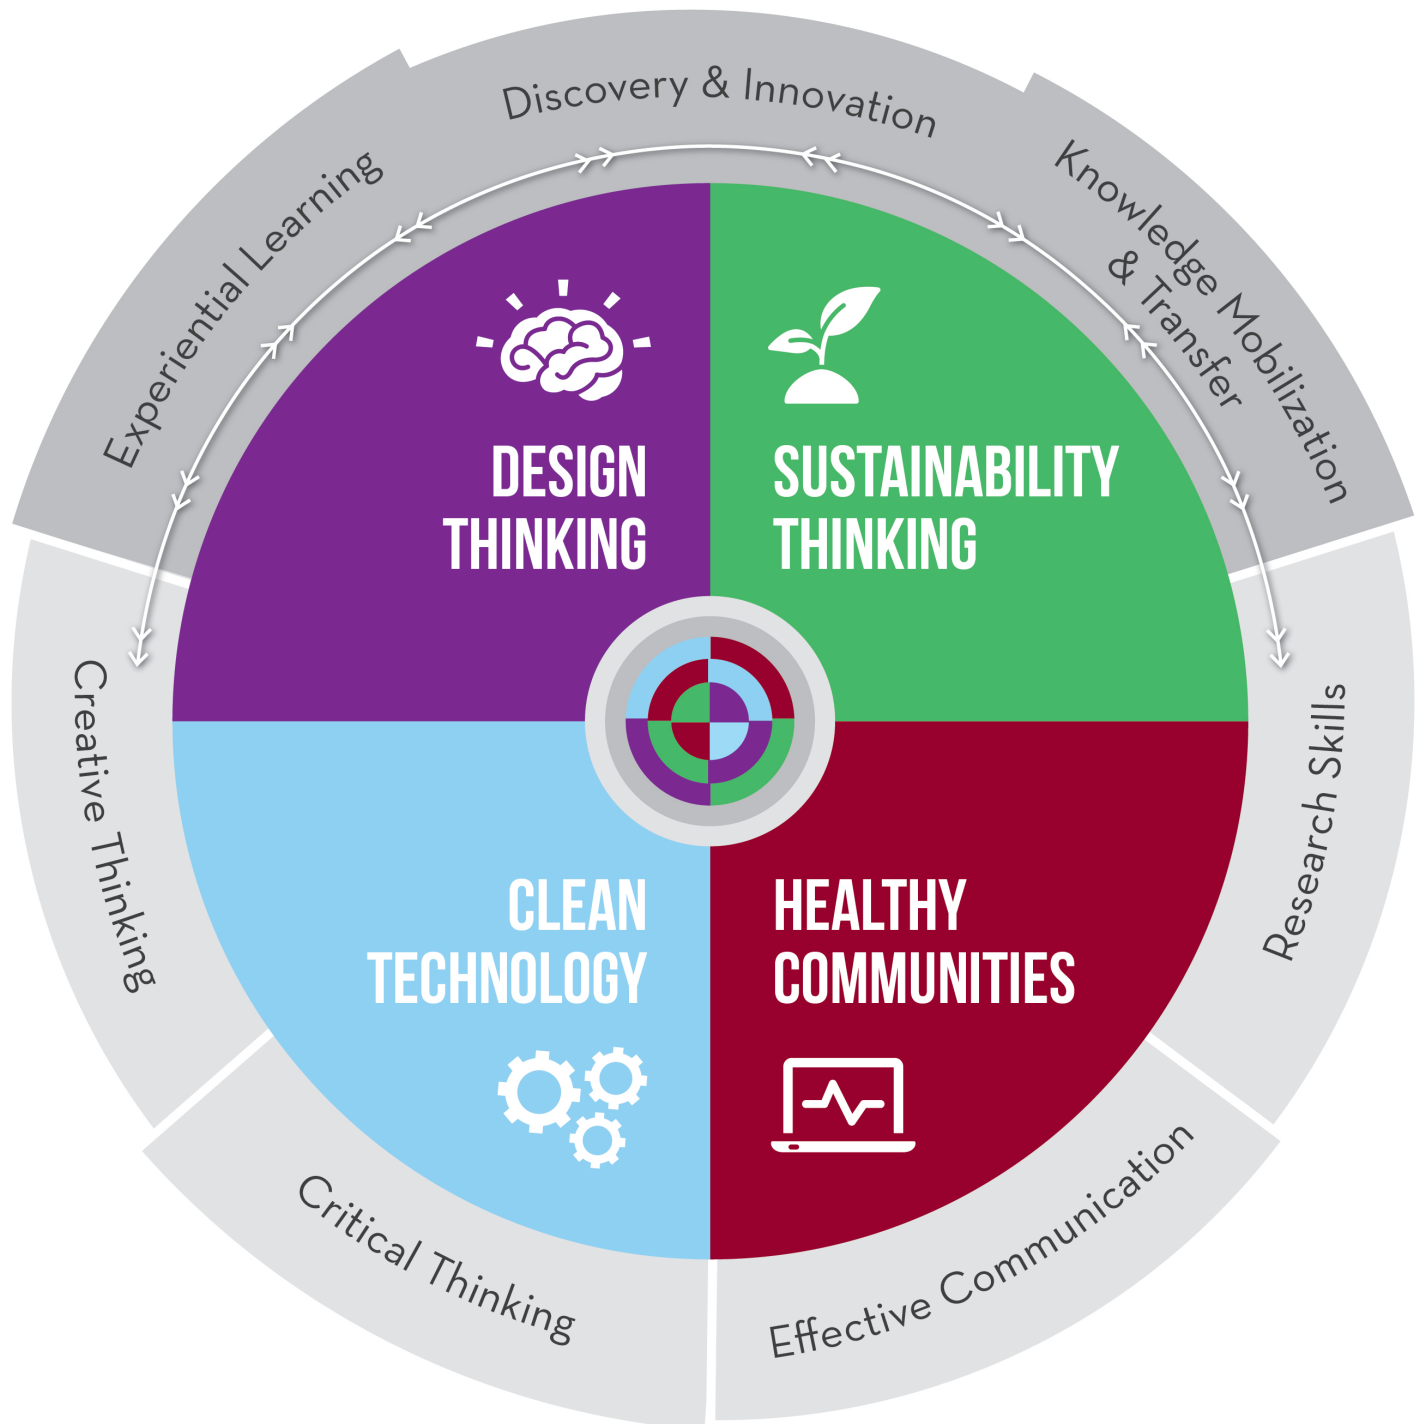 Discovery & Innovation
Experiential Learning
Knowledge Mobilization
& Transfer
DESIGN
THINKING
SUSTAINABILITY
THINKING
Creative Thinking
Research Skills
CLEAN
TECHNOLOGY
HEALTHY
COMMUNITIES
Critical Thinking
Effective Communication